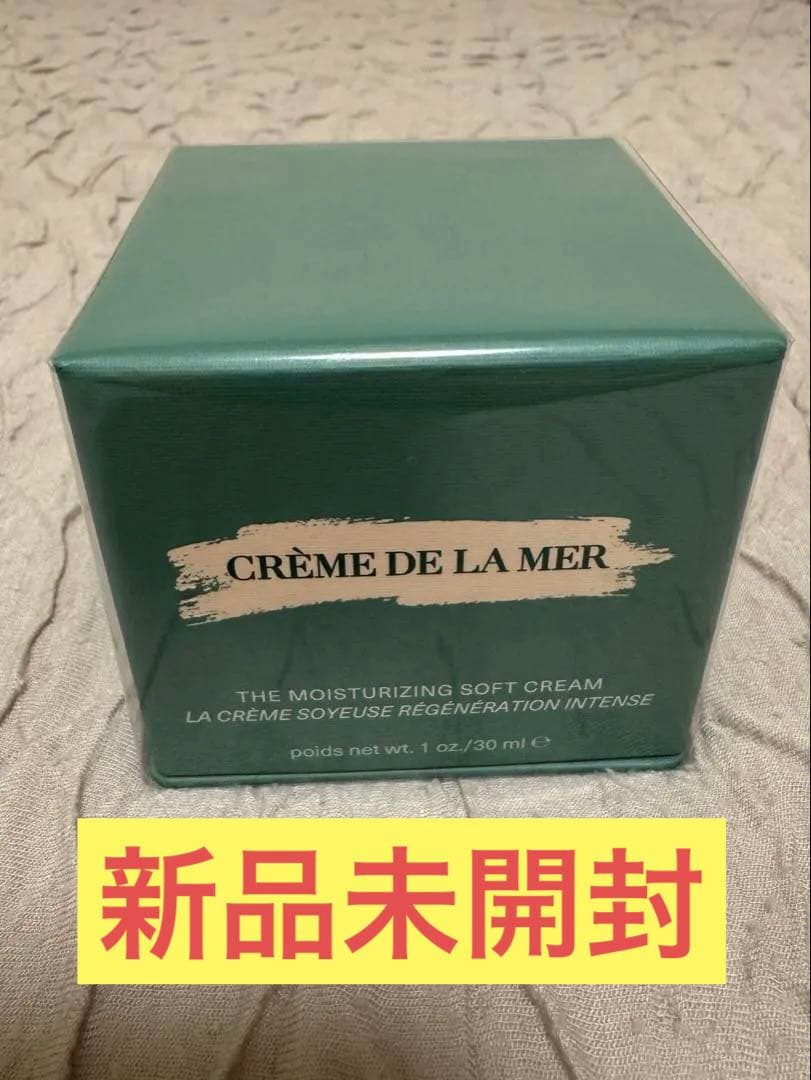 CRÈME DE LA MER
THE MOISTURIZING SOFT CREAM
LA CRÈME SOYEUSE RÉGÉNÉRATION INTENSE
poids net wt. 1 oz./30 ml ℮
新品未開封